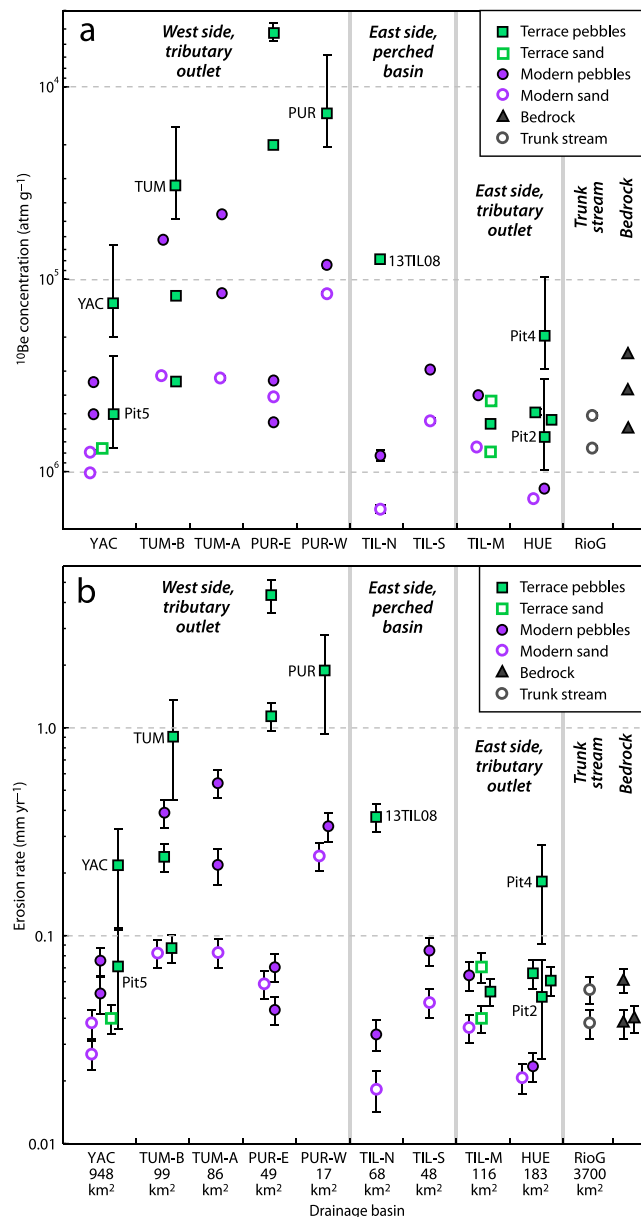 a
West side,
tributary
outlet
East side,
perched
basin
Terrace pebbles
Terrace sand
Modern pebbles
Modern sand
Bedrock
Trunk stream
East side,
tributary
outlet
Trunk
stream
Bedrock
¹⁰Be concentration (atm g⁻¹)
10⁴
10⁵
10⁶
PUR
TUM
13TIL08
YAC
Pit4
Pit5
Pit2
YAC TUM-B TUM-A PUR-E PUR-W TIL-N TIL-S TIL-M HUE RioG
b
West side,
tributary
outlet
East side,
perched
basin
Terrace pebbles
Terrace sand
Modern pebbles
Modern sand
Bedrock
Trunk stream
East side,
tributary
outlet
Trunk
stream
Bedrock
Erosion rate (mm yr⁻¹)
1.0
0.1
0.01
PUR
TUM
13TIL08
YAC
Pit4
Pit5
Pit2
YAC TUM-B TUM-A PUR-E PUR-W TIL-N TIL-S TIL-M HUE RioG
948 99 86 49 17 68 48 116 183 3700
km² km² km² km² km² km² km² km² km² km²
Drainage basin